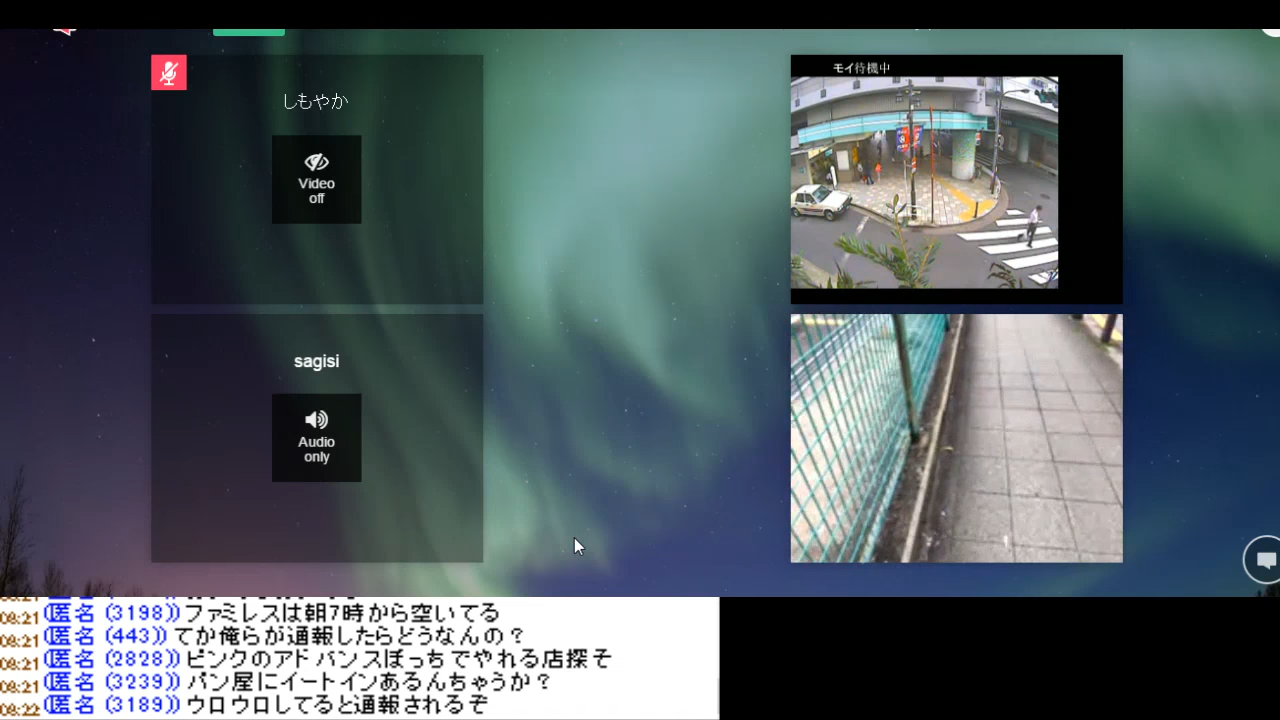 しもやか
Video
off
モイ待機中
sagisi
Audio
only
08:21 (匿名 (3198)) ファミレスは朝7時から空いてる
08:21 (匿名 (443)) てか俺らが通報したらどうなんの？
08:21 (匿名 (2828)) ピンクのアドバンスぼっちでやれる店探そ
08:21 (匿名 (3239)) パン屋にイートインあるんちゃうか？
08:22 (匿名 (3189)) ウロウロしてると通報されるぞ